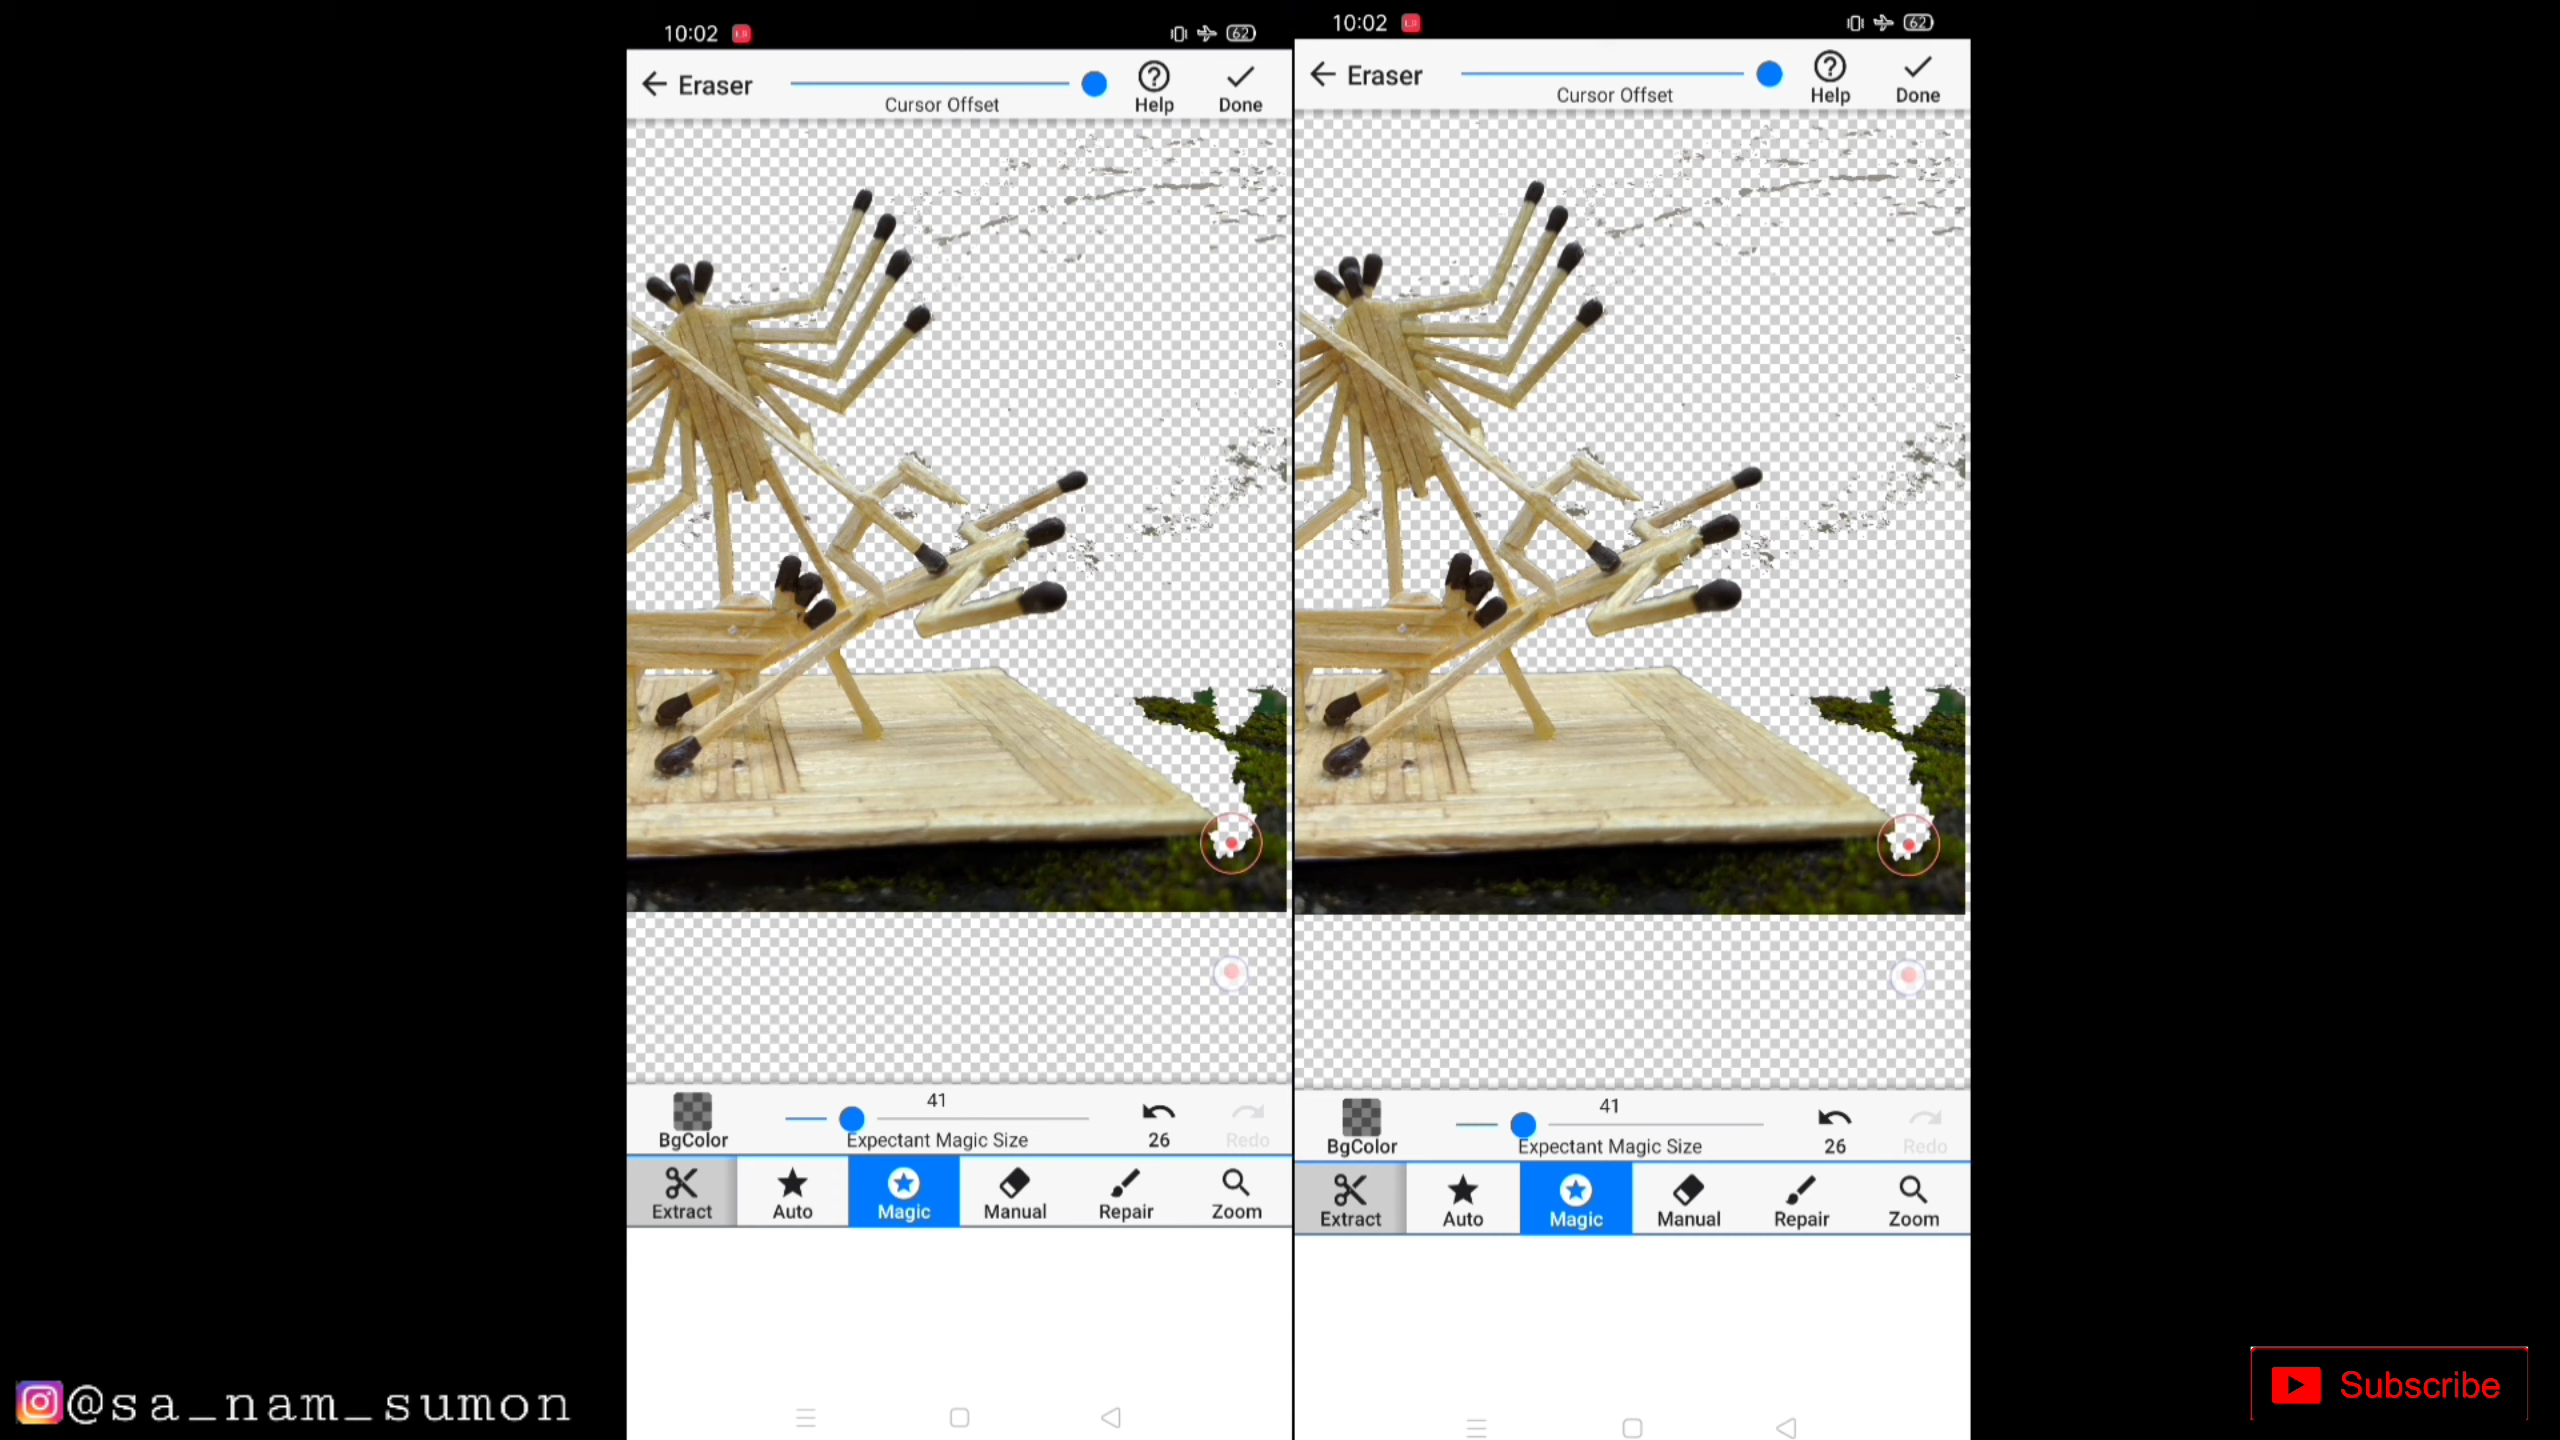 10:02
62
Eraser
Cursor Offset
Help
Done
41
BgColor
Expectant Magic Size
26
Redo
Extract
Auto
Magic
Manual
Repair
Zoom
10:02
62
Eraser
Cursor Offset
Help
Done
41
BgColor
Expectant Magic Size
26
Redo
Extract
Auto
Magic
Manual
Repair
Zoom
@sa_nam_sumon
Subscribe